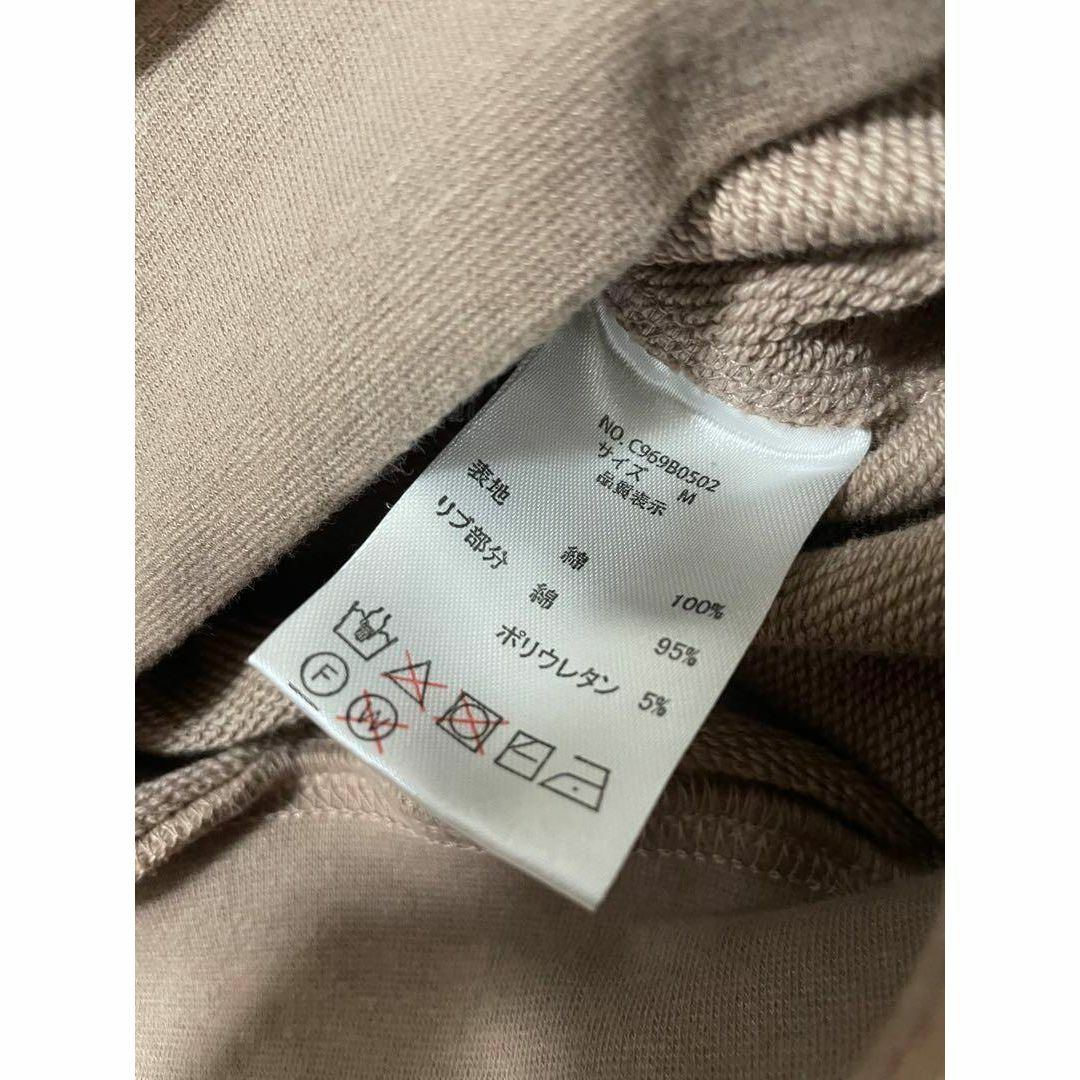 NO. C969B0502
サイズ M
品質表示
表地 綿 100%
リブ部分 綿 95%
ポリウレタン 5%
F
W